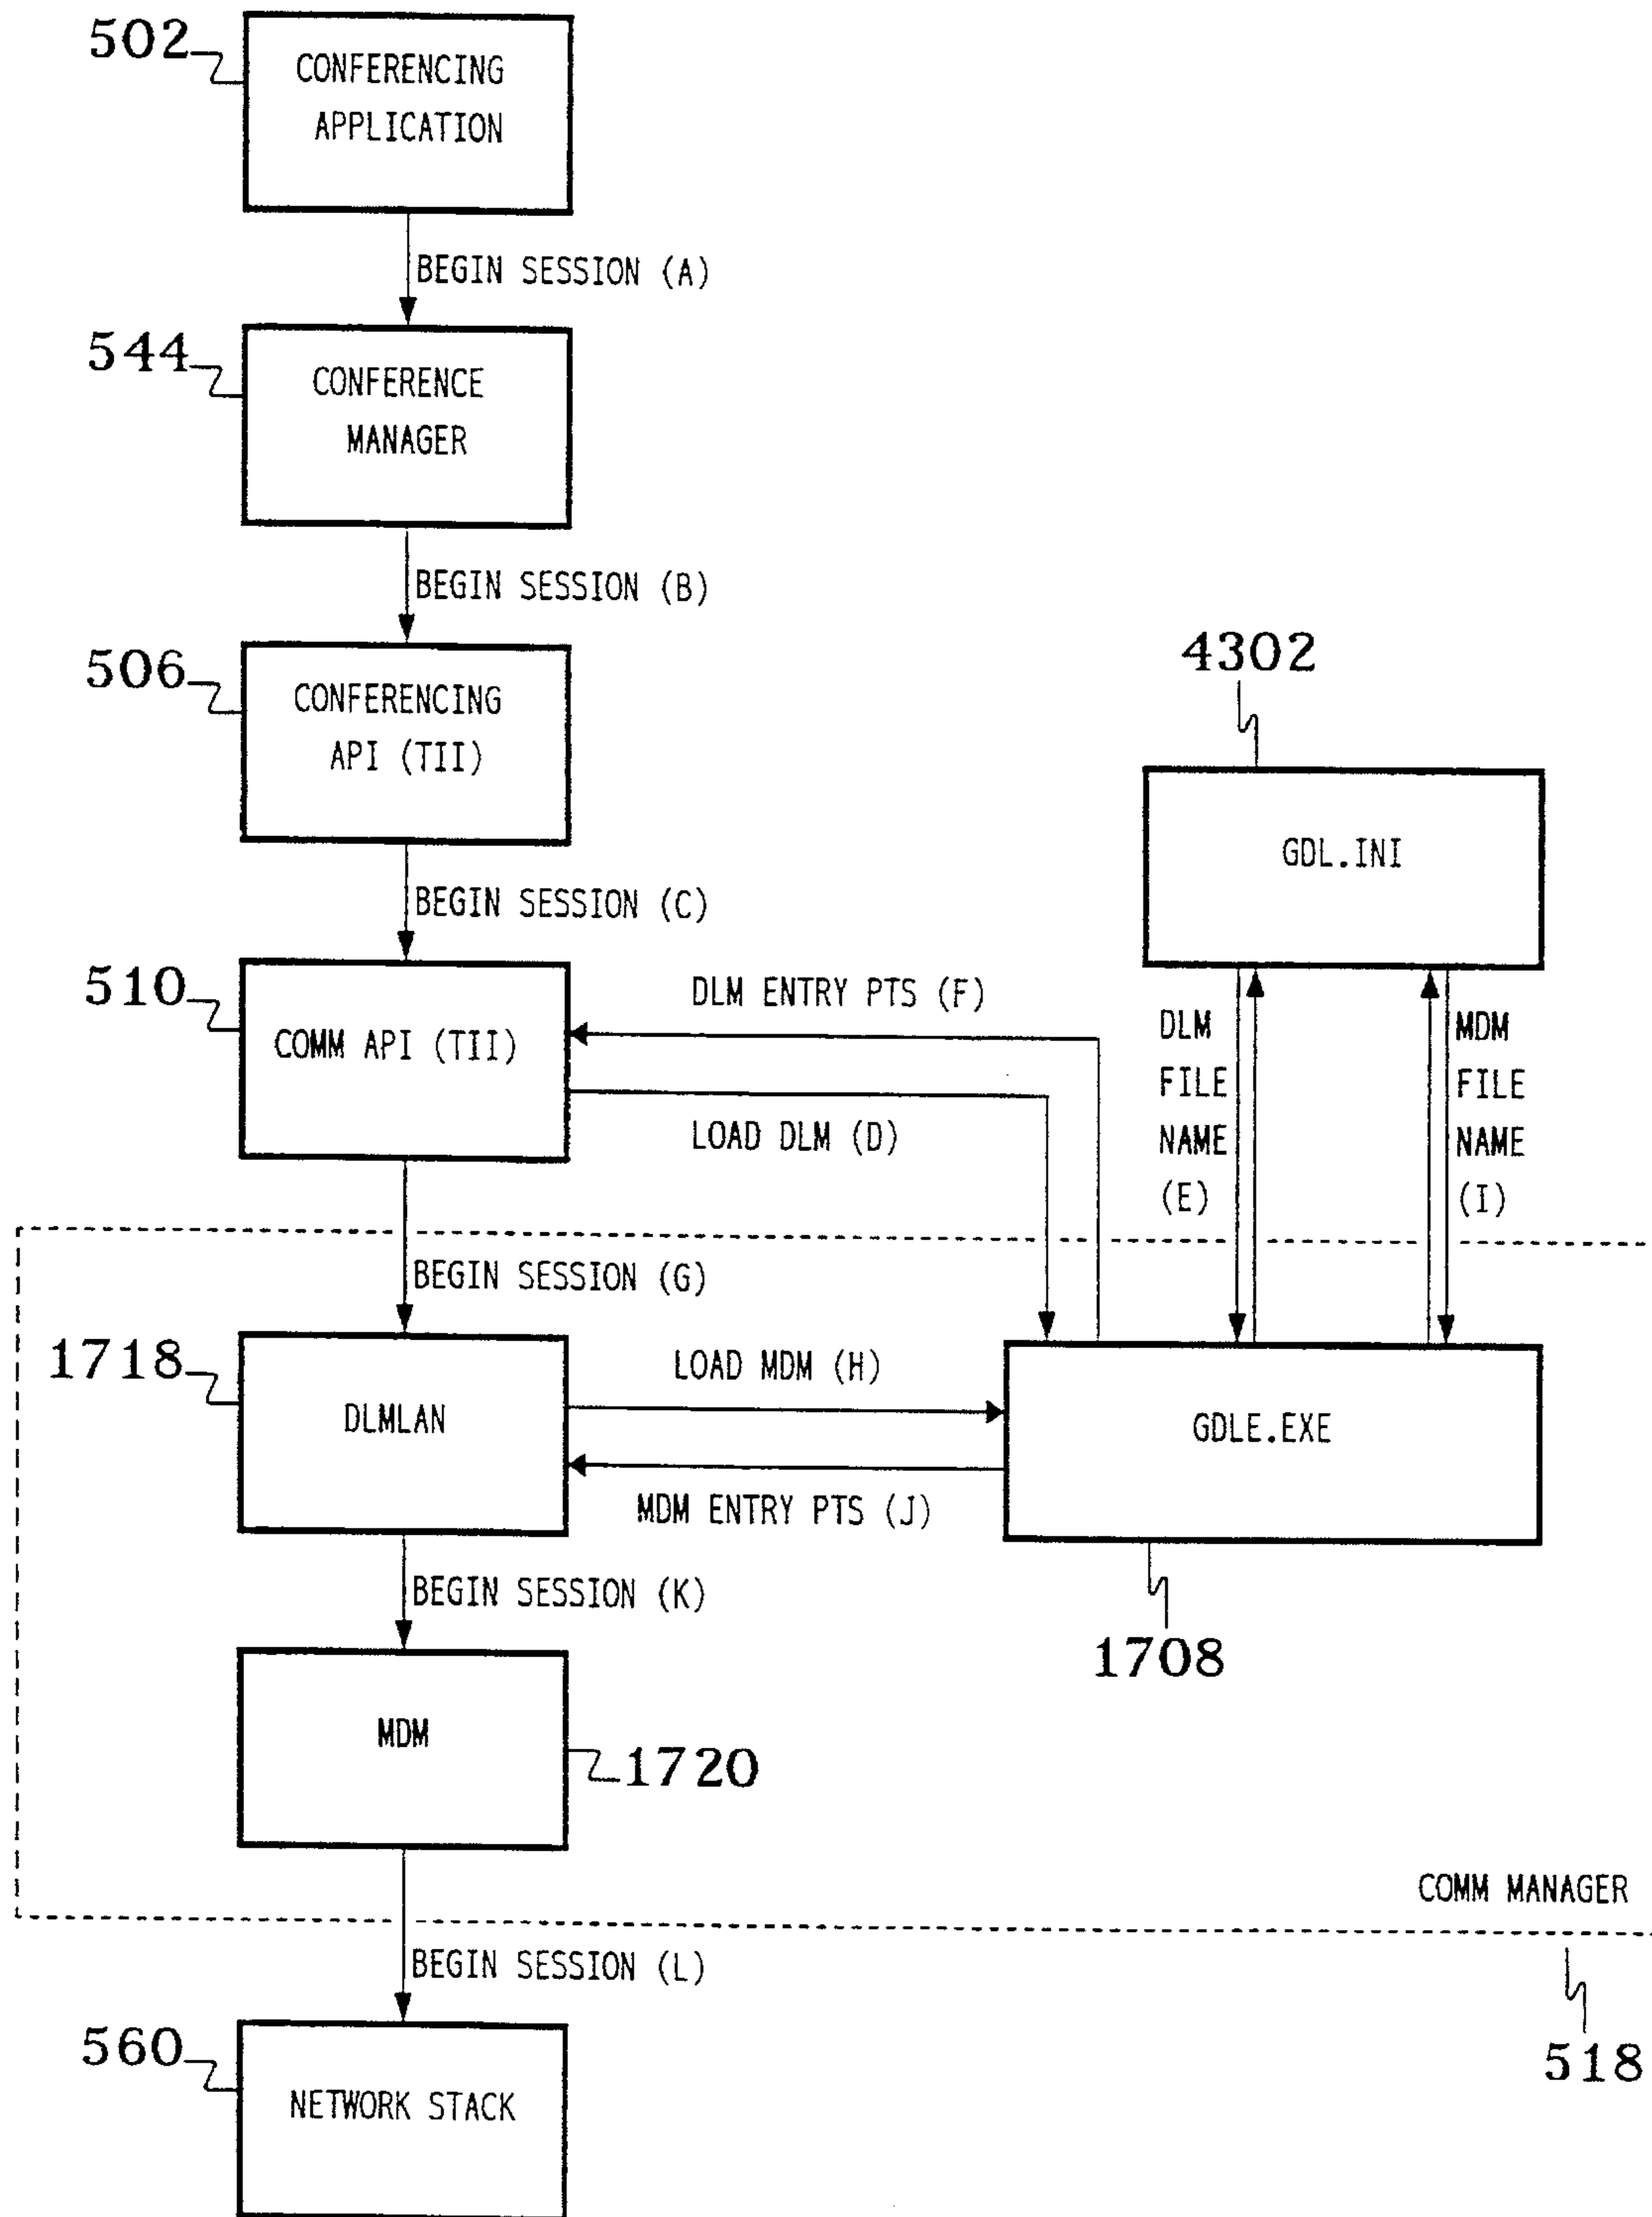 502
CONFERENCING
APPLICATION
BEGIN SESSION (A)
544
CONFERENCE
MANAGER
BEGIN SESSION (B)
506
CONFERENCING
API (TII)
4302
GDL.INI
BEGIN SESSION (C)
510
COMM API (TII)
DLM ENTRY PTS (F)
LOAD DLM (D)
DLM
FILE
NAME
(E)
MDM
FILE
NAME
(I)
BEGIN SESSION (G)
1718
DLMLAN
LOAD MDM (H)
MDM ENTRY PTS (J)
GDLE.EXE
1708
BEGIN SESSION (K)
MDM
1720
COMM MANAGER
518
BEGIN SESSION (L)
560
NETWORK STACK